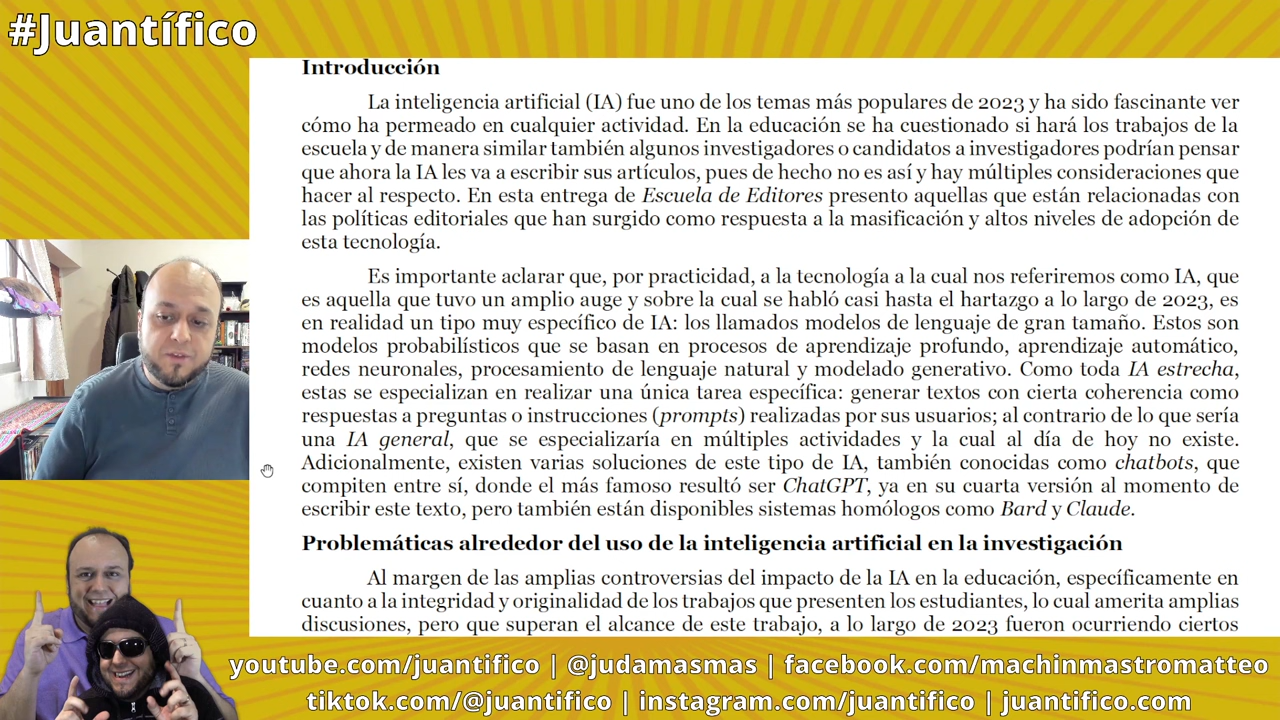 #Juantífico
Introducción
La inteligencia artificial (IA) fue uno de los temas más populares de 2023 y ha sido fascinante ver
cómo ha permeado en cualquier actividad. En la educación se ha cuestionado si hará los trabajos de la
escuela y de manera similar también algunos investigadores o candidatos a investigadores podrían pensar
que ahora la IA les va a escribir sus artículos, pues de hecho no es así y hay múltiples consideraciones que
hacer al respecto. En esta entrega de Escuela de Editores presento aquellas que están relacionadas con
las políticas editoriales que han surgido como respuesta a la masificación y altos niveles de adopción de
esta tecnología.
Es importante aclarar que, por practicidad, a la tecnología a la cual nos referiremos como IA, que
es aquella que tuvo un amplio auge y sobre la cual se habló casi hasta el hartazgo a lo largo de 2023, es
en realidad un tipo muy específico de IA: los llamados modelos de lenguaje de gran tamaño. Estos son
modelos probabilísticos que se basan en procesos de aprendizaje profundo, aprendizaje automático,
redes neuronales, procesamiento de lenguaje natural y modelado generativo. Como toda IA estrecha,
estas se especializan en realizar una única tarea específica: generar textos con cierta coherencia como
respuestas a preguntas o instrucciones (prompts) realizadas por sus usuarios; al contrario de lo que sería
una IA general, que se especializaría en múltiples actividades y la cual al día de hoy no existe.
Adicionalmente, existen varias soluciones de este tipo de IA, también conocidas como chatbots, que
compiten entre sí, donde el más famoso resultó ser ChatGPT, ya en su cuarta versión al momento de
escribir este texto, pero también están disponibles sistemas homólogos como Bard y Claude.
Problemáticas alrededor del uso de la inteligencia artificial en la investigación
Al margen de las amplias controversias del impacto de la IA en la educación, específicamente en
cuanto a la integridad y originalidad de los trabajos que presenten los estudiantes, lo cual amerita amplias
discusiones, pero que superan el alcance de este trabajo, a lo largo de 2023 fueron ocurriendo ciertos
youtube.com/juantifico | @judamasmas | facebook.com/machinmastromatteo
tiktok.com/@juantifico | instagram.com/juantifico | juantifico.com